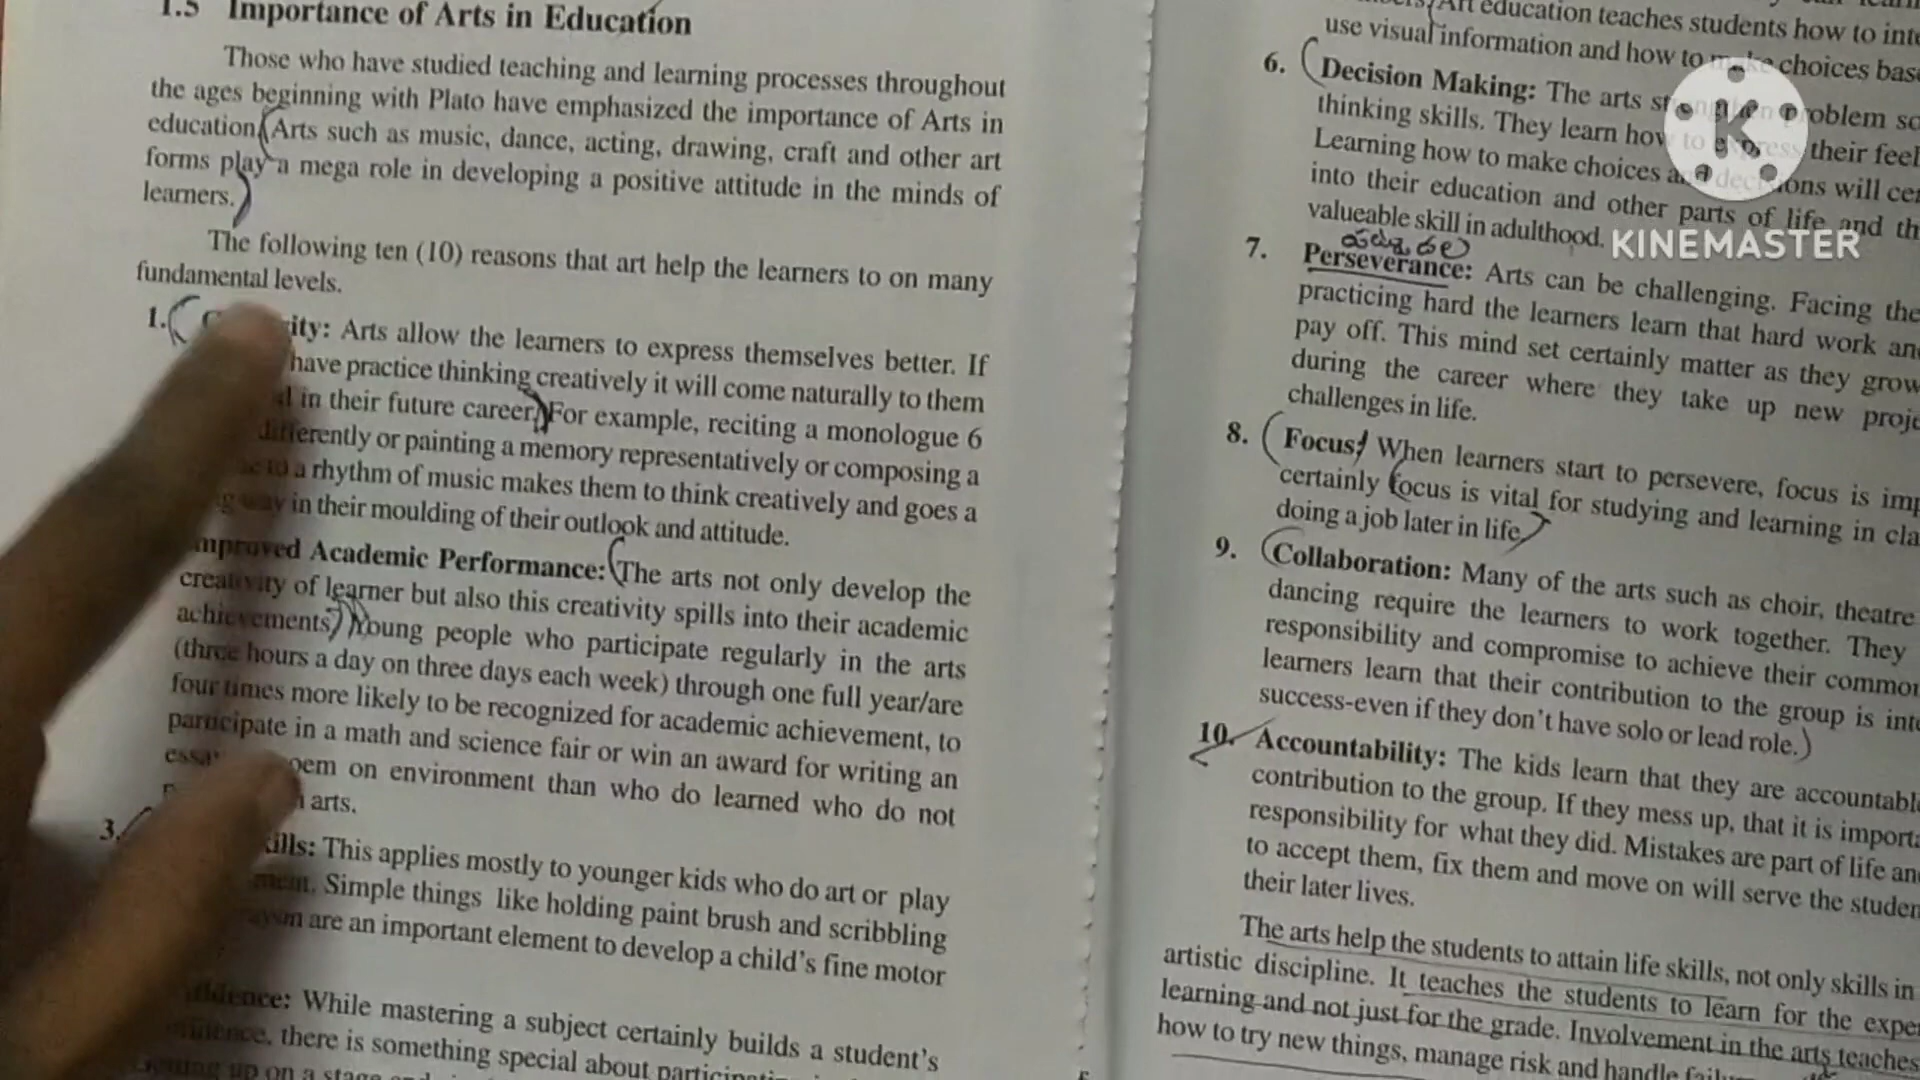 1.5 Importance of Arts in Education
Those who have studied teaching and learning processes throughout
the ages beginning with Plato have emphasized the importance of Arts in
education. Arts such as music, dance, acting, drawing, craft and other art
forms play a mega role in developing a positive attitude in the minds of
learners.
The following ten (10) reasons that art help the learners to on many
fundamental levels.
1. ity: Arts allow the learners to express themselves better. If
have practice thinking creatively it will come naturally to them
in their future career. For example, reciting a monologue 6
differently or painting a memory representatively or composing a
to a rhythm of music makes them to think creatively and goes a
way in their moulding of their outlook and attitude.
Improved Academic Performance: The arts not only develop the
creativity of learner but also this creativity spills into their academic
achievements. Young people who participate regularly in the arts
(three hours a day on three days each week) through one full year/are
four times more likely to be recognized for academic achievement, to
participate in a math and science fair or win an award for writing an
poem on environment than who do learned who do not
arts.
3. ills: This applies mostly to younger kids who do art or play
Simple things like holding paint brush and scribbling
are an important element to develop a child's fine motor
While mastering a subject certainly builds a student's
there is something special about
Art education teaches students how to
use visual information and how to make choices
6. Decision Making: The arts strengthen problem
thinking skills. They learn how to express their
Learning how to make choices and decisions will
into their education and other parts of life and
valueable skill in adulthood.
7. Perseverance: Arts can be challenging. Facing
practicing hard the learners learn that hard work
pay off. This mind set certainly matter as they grow
during the career where they take up new
challenges in life.
8. Focus: When learners start to persevere, focus is
certainly focus is vital for studying and learning in
doing a job later in life.
9. Collaboration: Many of the arts such as choir, theatre
dancing require the learners to work together. They
responsibility and compromise to achieve their
learners learn that their contribution to the group is
success-even if they don't have solo or lead role.
10. Accountability: The kids learn that they are
contribution to the group. If they mess up, that it is
responsibility for what they did. Mistakes are part of life
to accept them, fix them and move on will serve the
their later lives.
The arts help the students to attain life skills, not only skills in
artistic discipline. It teaches the students to learn for the
learning and not just for the grade. Involvement in the arts teaches
how to try new things, manage risk and handle
KINEMASTER